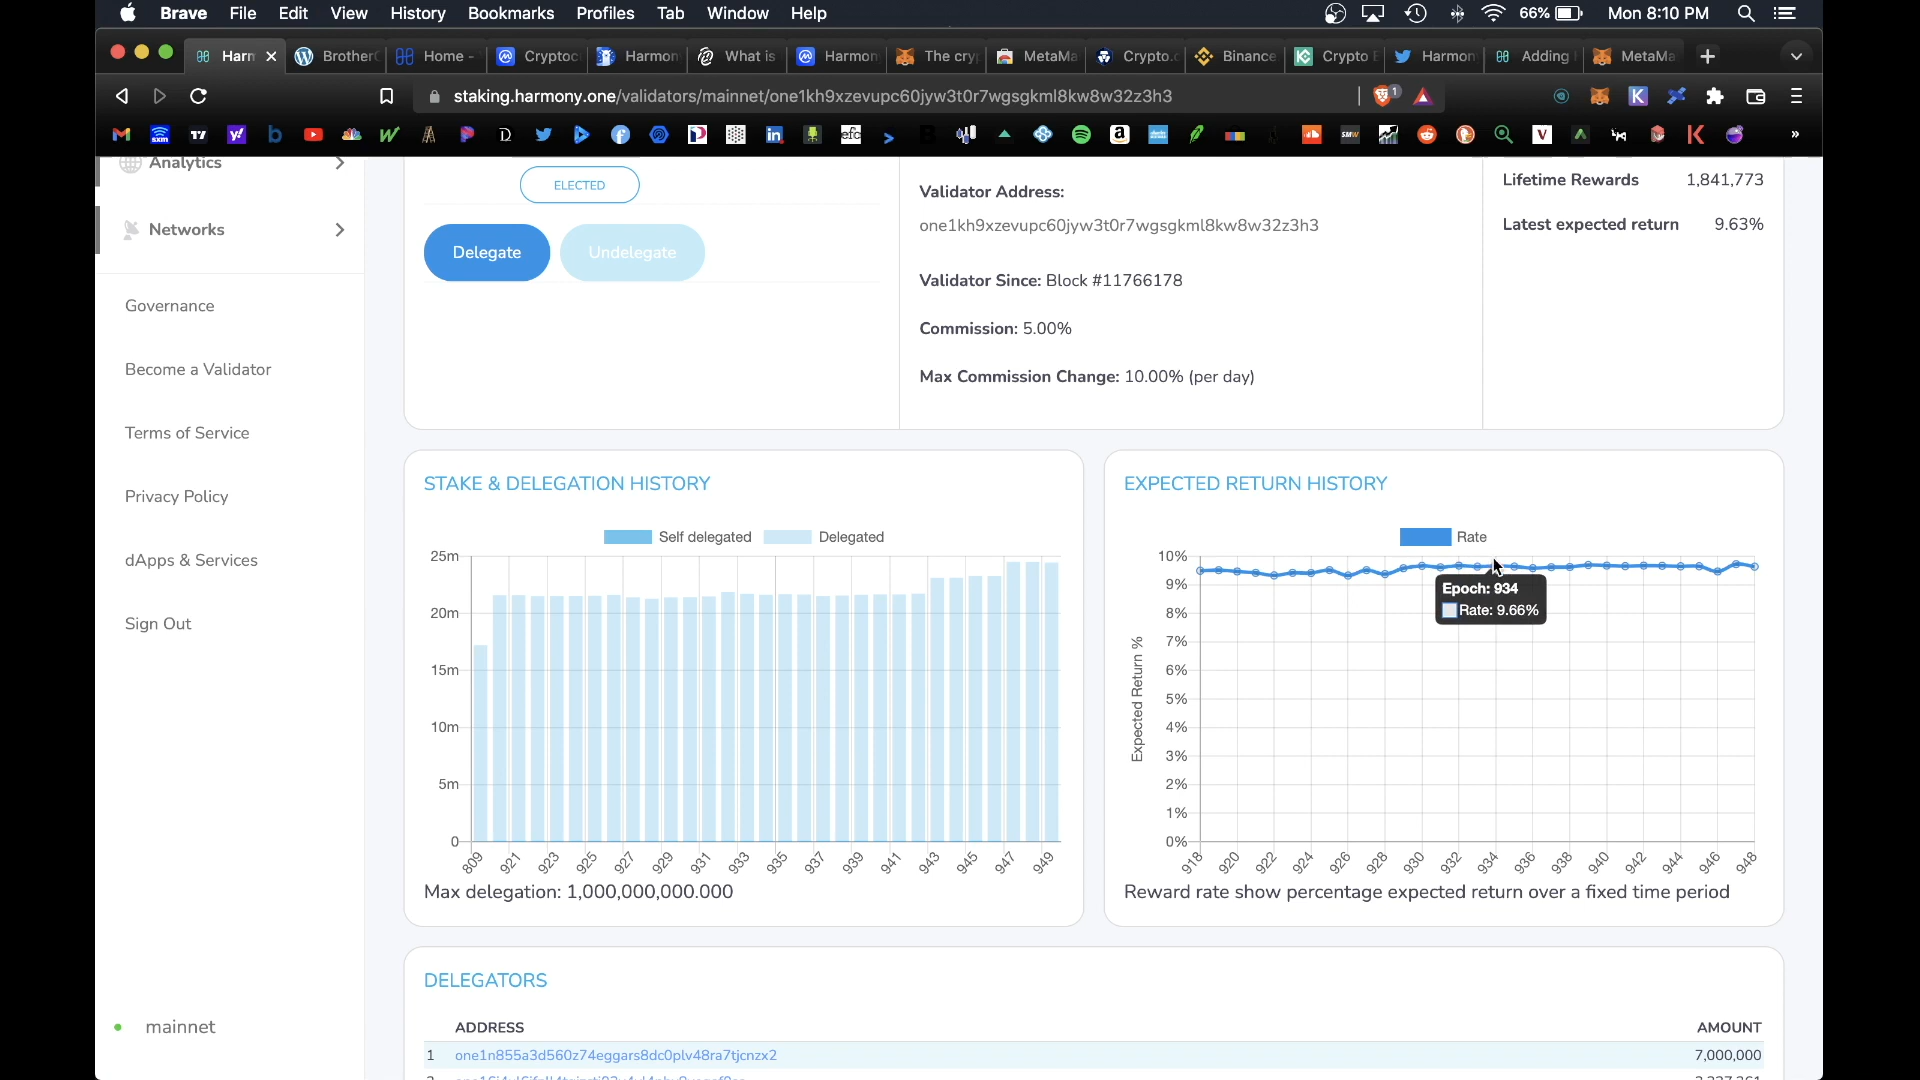 Brave File Edit View History Bookmarks Profiles Tab Window Help
66% Mon 8:10 PM
Harm BrotherC Home - Cryptoc Harmon What is Harmon The cry MetaMa Crypto.c Binance Crypto E Harmon Adding MetaMa
staking.harmony.one/validators/mainnet/one1kh9xzevupc60jyw3t0r7wgsgkml8kw8w32z3h3
1
Analytics
Networks
Governance
Become a Validator
Terms of Service
Privacy Policy
dApps & Services
Sign Out
mainnet
ELECTED
Delegate Undelegate
Validator Address:
one1kh9xzevupc60jyw3t0r7wgsgkml8kw8w32z3h3
Validator Since: Block #11766178
Commission: 5.00%
Max Commission Change: 10.00% (per day)
Lifetime Rewards 1,841,773
Latest expected return 9.63%
STAKE & DELEGATION HISTORY
Self delegated Delegated
25m
20m
15m
10m
5m
0
809 921 923 925 927 929 931 933 935 937 939 941 943 945 947 949
Max delegation: 1,000,000,000.000
EXPECTED RETURN HISTORY
Rate
Expected Return %
10%
9%
8%
7%
6%
5%
4%
3%
2%
1%
0%
Epoch: 934
Rate: 9.66%
918 920 922 924 926 928 930 932 934 936 938 940 942 944 946 948
Reward rate show percentage expected return over a fixed time period
DELEGATORS
ADDRESS AMOUNT
1 one1n855a3d560z74eggars8dc0plv48ra7tjcnzx2 7,000,000